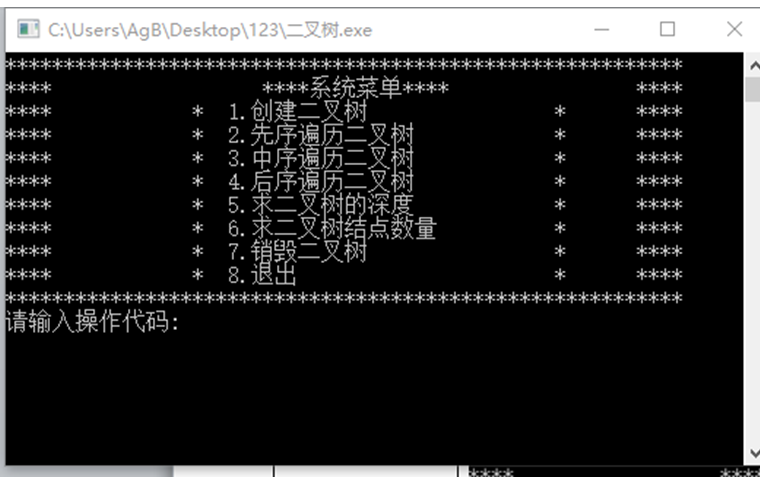 C:\Users\AgB\Desktop\123\二叉树.exe
**********************************************************
**** ****系统菜单**** ****
**** * 1.创建二叉树 * ****
**** * 2.先序遍历二叉树 * ****
**** * 3.中序遍历二叉树 * ****
**** * 4.后序遍历二叉树 * ****
**** * 5.求二叉树的深度 * ****
**** * 6.求二叉树结点数量 * ****
**** * 7.销毁二叉树 * ****
**** * 8.退出 * ****
**********************************************************
请输入操作代码:
**** ****